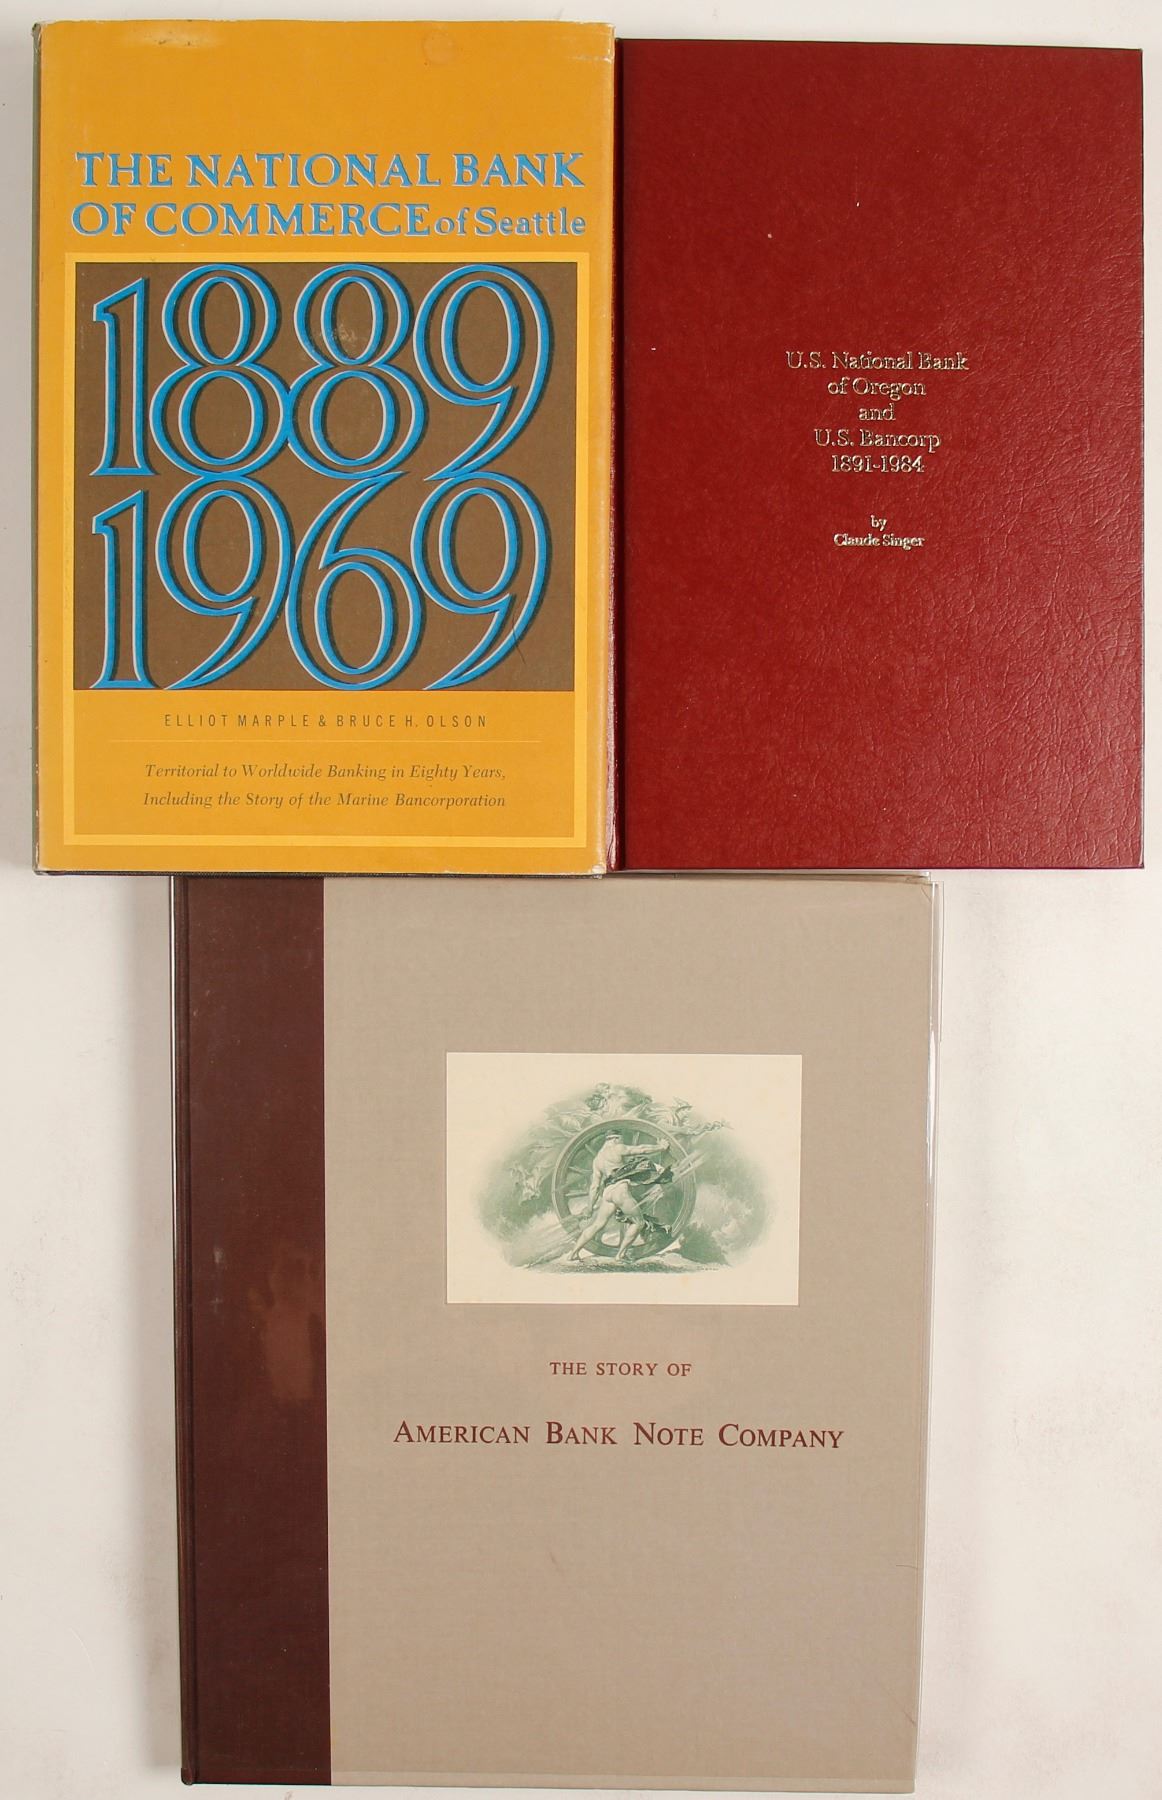 THE NATIONAL BANK
OF COMMERCE of Seattle
1889
1969
ELLIOT MARPLE & BRUCE H. OLSON
Territorial to Worldwide Banking in Eighty Years,
Including the Story of the Marine Bancorporation
U.S. National Bank
of Oregon
and
U.S. Bancorp
1891-1984
by
Claude Singer
THE STORY OF
AMERICAN BANK NOTE COMPANY